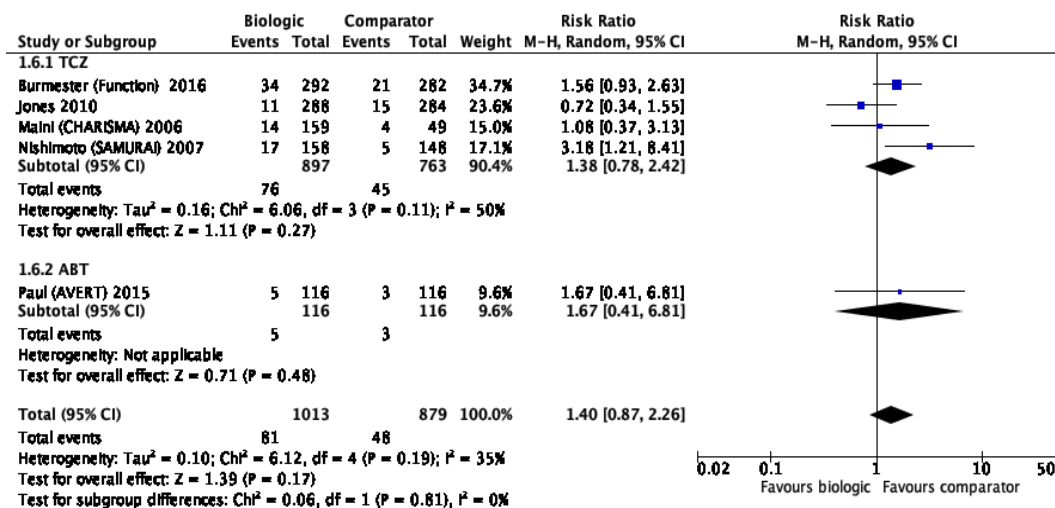 Biologic Comparator Risk Ratio Risk Ratio
Study or Subgroup Events Total Events Total Weight M-H, Random, 95% CI M-H, Random, 95% CI
1.6.1 TCZ
Burmester (Function) 2016 34 292 21 282 34.7% 1.56 [0.93, 2.63]
Jones 2010 11 288 15 284 23.6% 0.72 [0.34, 1.55]
Maini (CHARISMA) 2006 14 159 4 49 15.0% 1.08 [0.37, 3.13]
Nishimoto (SAMURAI) 2007 17 158 5 148 17.1% 3.18 [1.21, 8.41]
Subtotal (95% CI) 897 763 90.4% 1.38 [0.78, 2.42]
Total events 76 45
Heterogeneity: Tau² = 0.16; Chi² = 6.06, df = 3 (P = 0.11); I² = 50%
Test for overall effect: Z = 1.11 (P = 0.27)
1.6.2 ABT
Paul (AVERT) 2015 5 116 3 116 9.6% 1.67 [0.41, 6.81]
Subtotal (95% CI) 116 116 9.6% 1.67 [0.41, 6.81]
Total events 5 3
Heterogeneity: Not applicable
Test for overall effect: Z = 0.71 (P = 0.48)
Total (95% CI) 1013 879 100.0% 1.40 [0.87, 2.26]
Total events 81 48
Heterogeneity: Tau² = 0.10; Chi² = 6.12, df = 4 (P = 0.19); I² = 35%
Test for overall effect: Z = 1.39 (P = 0.17)
Test for subgroup differences: Chi² = 0.06, df = 1 (P = 0.81), I² = 0%
0.02 0.1 1 10 50
Favours biologic Favours comparator